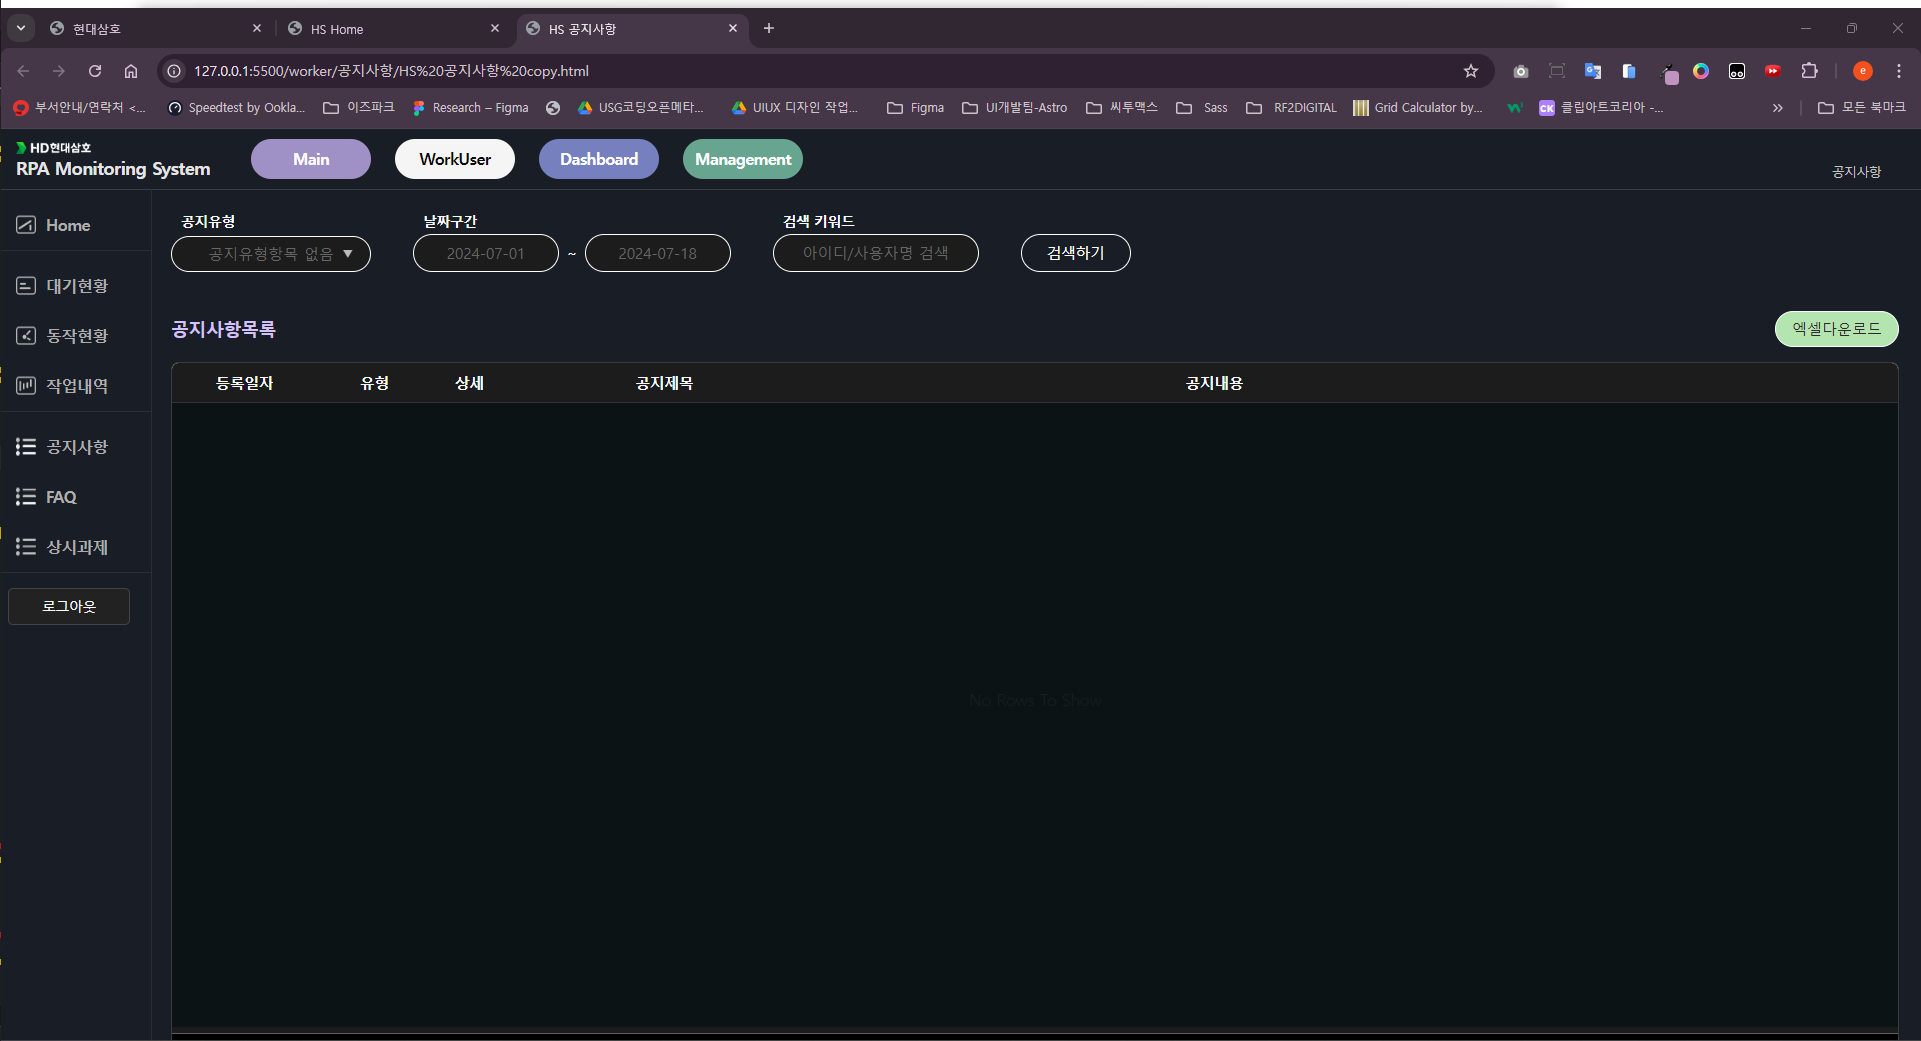 현대삼호
HS Home
HS 공지사항
127.0.0.1:5500/worker/공지사항/HS%20공지사항%20copy.html
e
부서안내/연락처 <...
Speedtest by Ookla...
이즈파크
Research – Figma
USG코딩오픈메타...
UIUX 디자인 작업...
Figma
UI개발팀-Astro
씨투맥스
Sass
RF2DIGITAL
Grid Calculator by...
CK 클립아트코리아 -...
모든 북마크
HD현대삼호
RPA Monitoring System
Main
WorkUser
Dashboard
Management
공지사항
Home
대기현황
동작현황
작업내역
공지사항
FAQ
상시과제
로그아웃
공지유형
날짜구간
검색 키워드
공지유형항목 없음
2024-07-01 ~ 2024-07-18
아이디/사용자명 검색
검색하기
공지사항목록
엑셀다운로드
등록일자 유형 상세 공지제목 공지내용
No Rows To Show